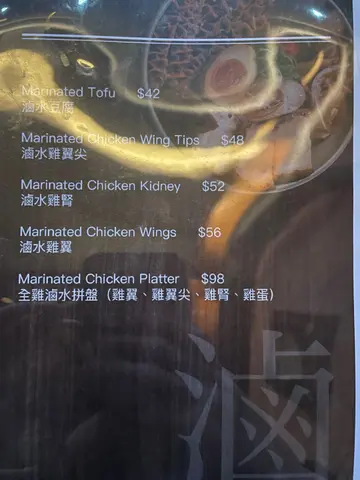 Marinated Tofu $42
滷水豆腐
Marinated Chicken Wing Tips $48
滷水雞翼尖
Marinated Chicken Kidney $52
滷水雞腎
Marinated Chicken Wings $56
滷水雞翼
Marinated Chicken Platter $98
全雞滷水拼盤（雞翼、雞翼尖、雞腎、雞蛋）
滷